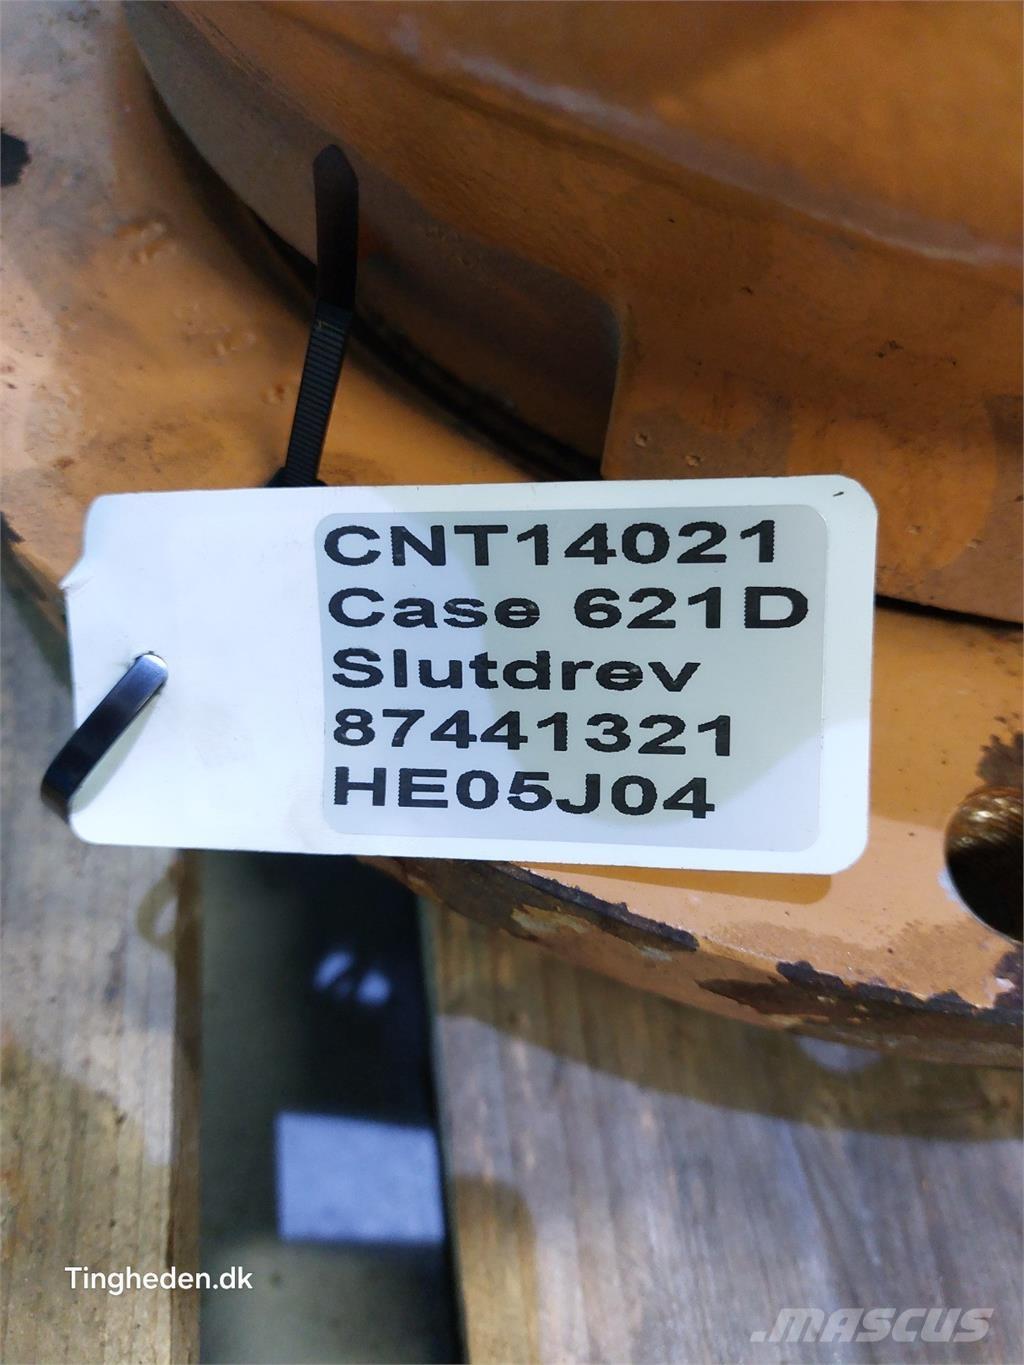 CNT14021
Case 621D
Slutdrev
87441321
HE05J04
Tingheden.dk
.MASCUS